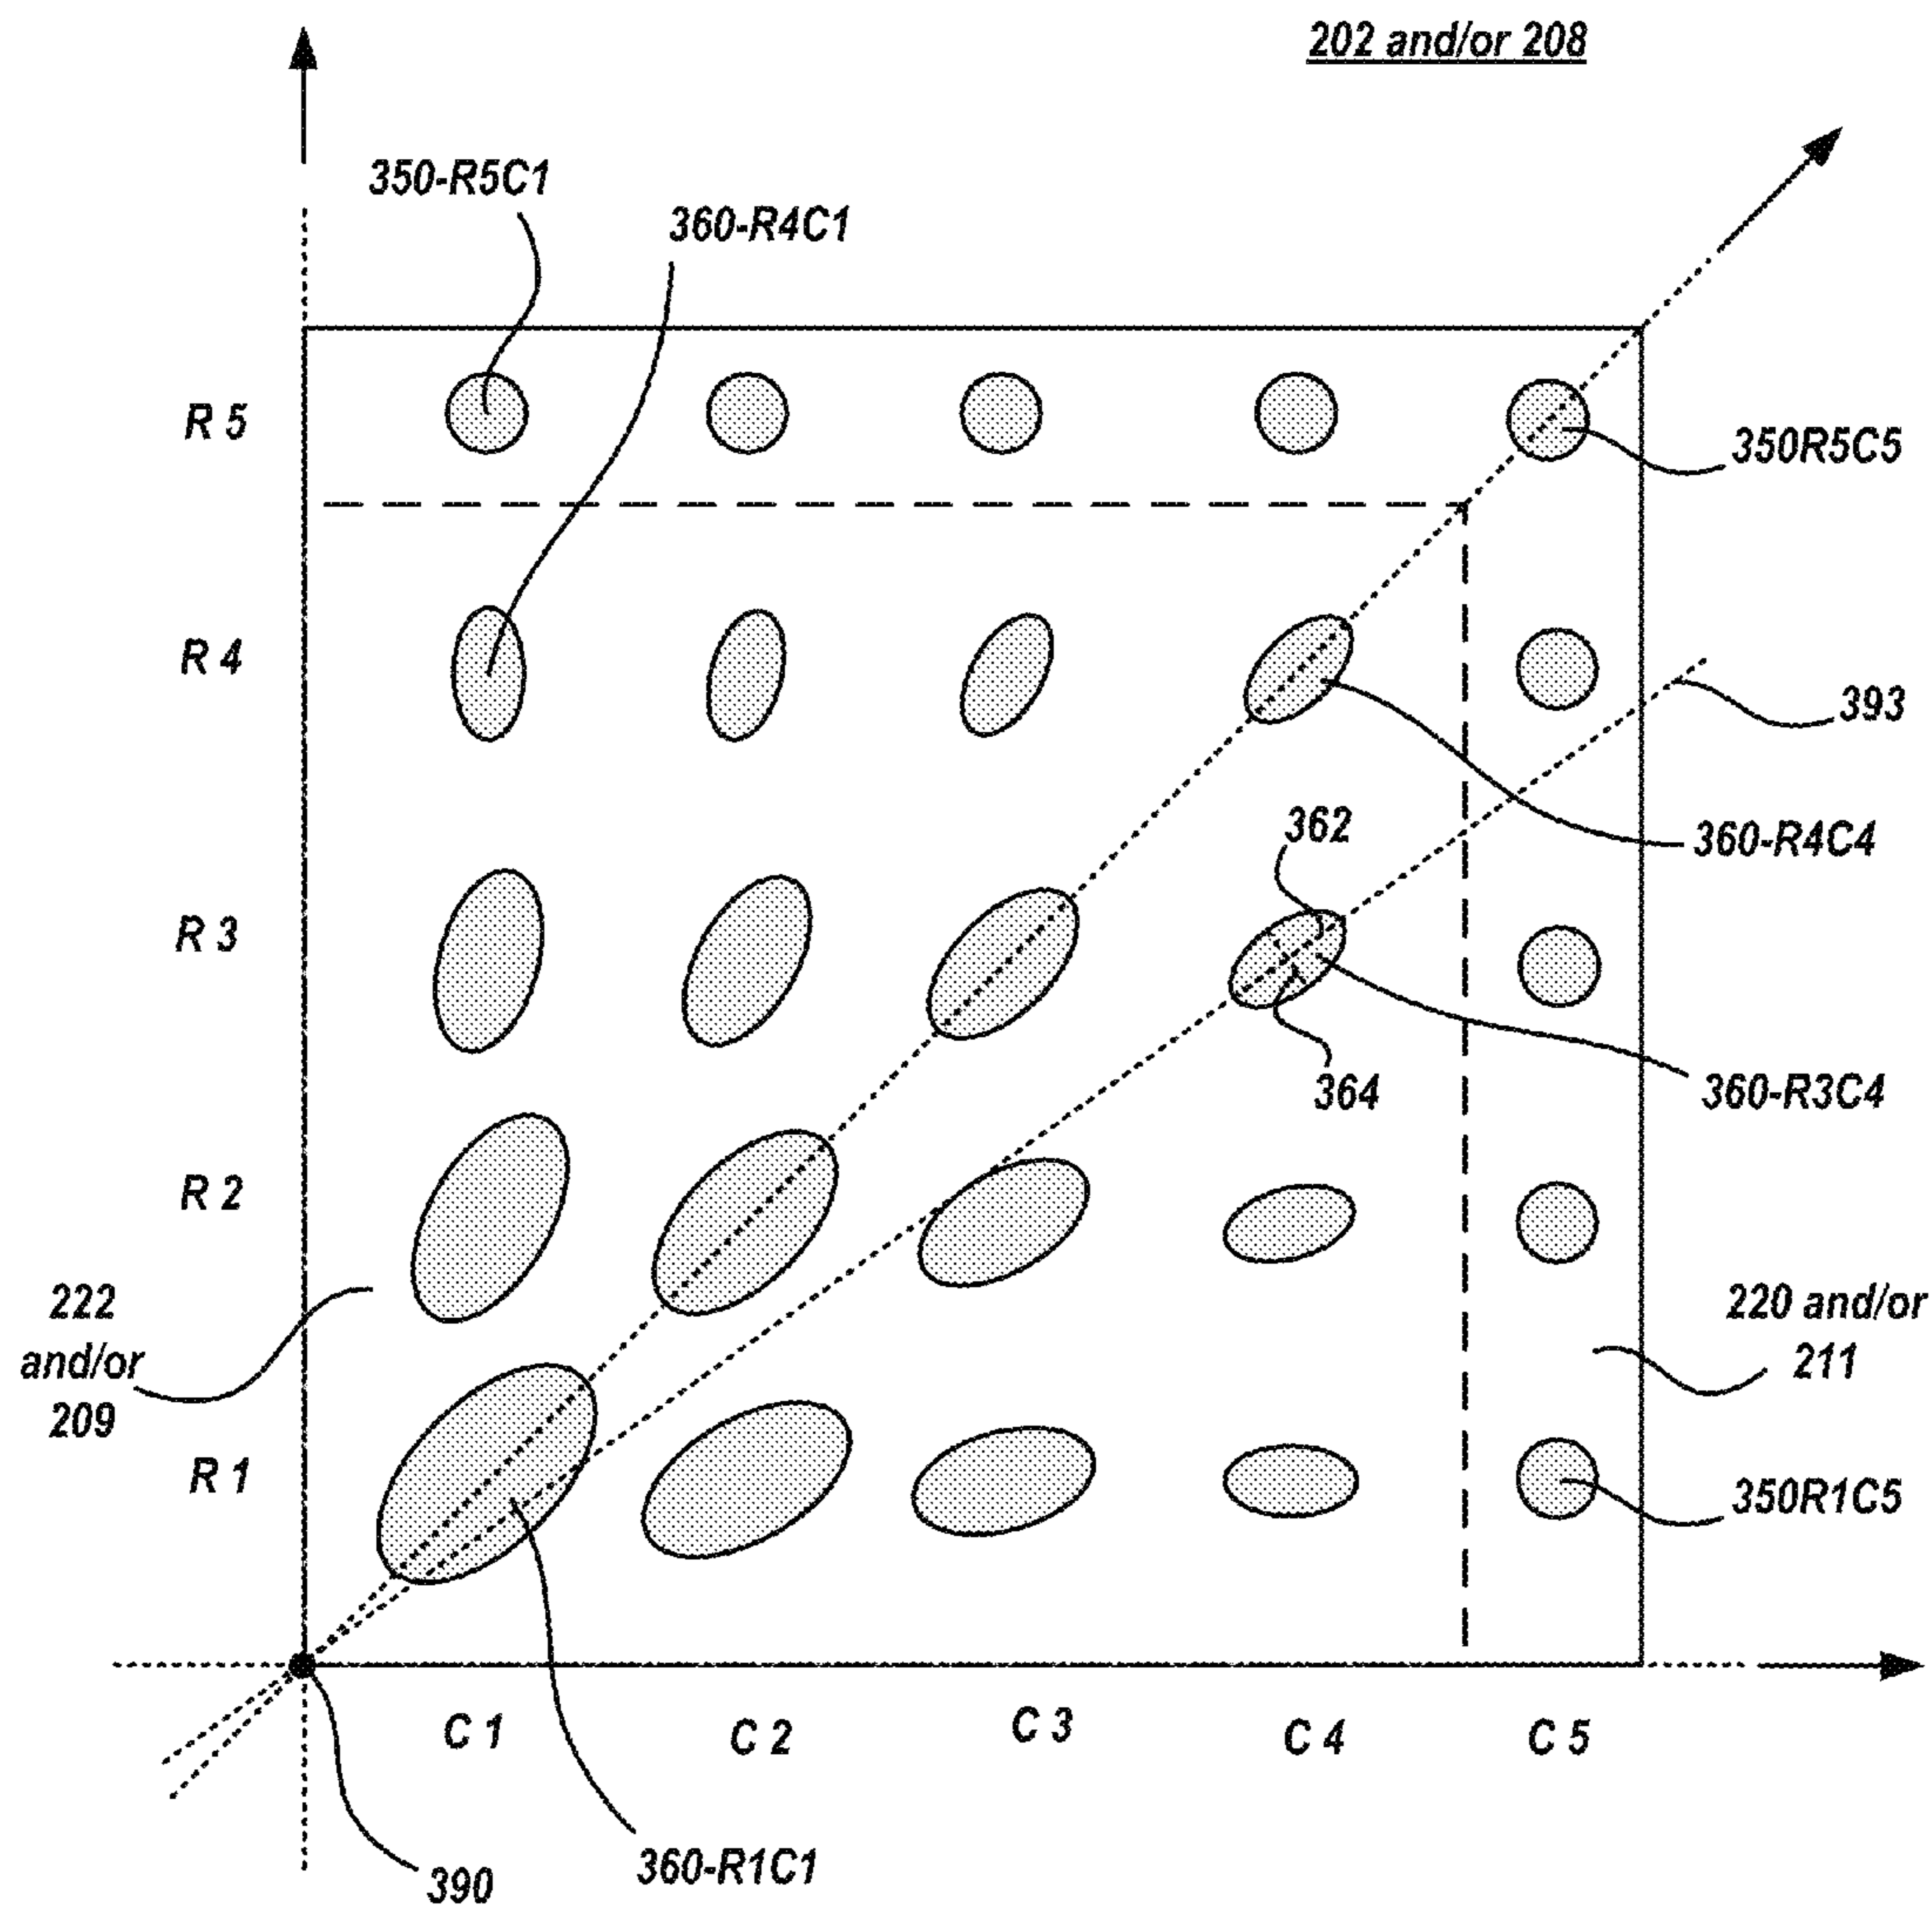 202 and/or 208
350-R5C1
360-R4C1
R 5
350R5C5
R 4
393
362
360-R4C4
R 3
364
360-R3C4
R 2
222
and/or
209
220 and/or
211
R 1
350R1C5
C 1
C 2
C 3
C 4
C 5
360-R1C1
390